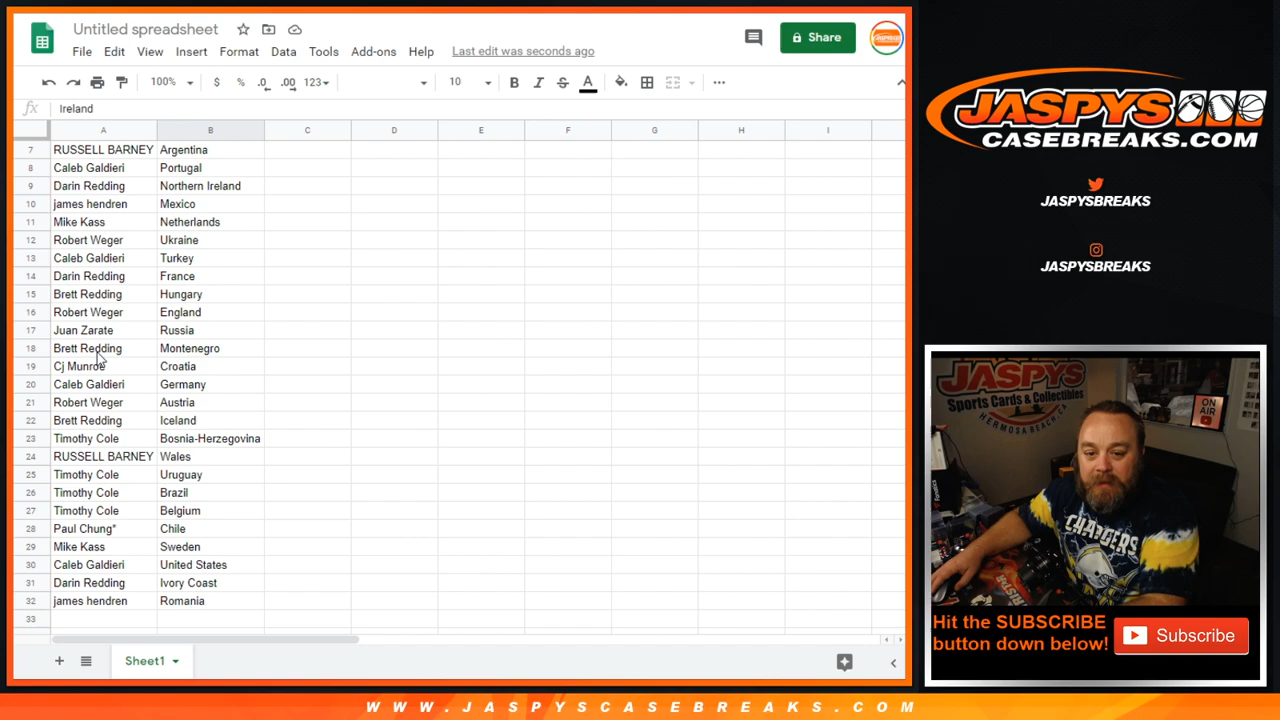 Untitled spreadsheet
File Edit View Insert Format Data Tools Add-ons Help Last edit was seconds ago
Share
100% $ % .0 .00 123 10 B I S A
fx Ireland
A B C D E F G H I
7 RUSSELL BARNEY Argentina
8 Caleb Galdieri Portugal
9 Darin Redding Northern Ireland
10 james hendren Mexico
11 Mike Kass Netherlands
12 Robert Weger Ukraine
13 Caleb Galdieri Turkey
14 Darin Redding France
15 Brett Redding Hungary
16 Robert Weger England
17 Juan Zarate Russia
18 Brett Redding Montenegro
19 Cj Munroe Croatia
20 Caleb Galdieri Germany
21 Robert Weger Austria
22 Brett Redding Iceland
23 Timothy Cole Bosnia-Herzegovina
24 RUSSELL BARNEY Wales
25 Timothy Cole Uruguay
26 Timothy Cole Brazil
27 Timothy Cole Belgium
28 Paul Chung* Chile
29 Mike Kass Sweden
30 Caleb Galdieri United States
31 Darin Redding Ivory Coast
32 james hendren Romania
33
Sheet1
JASPYS
CASEBREAKS.COM
JASPYSBREAKS
JASPYSBREAKS
JASPYS
Sports Cards & Collectibles
HERMOSA BEACH, CA
ON AIR
CHARGERS
Hit the SUBSCRIBE
button down below!
Subscribe
WWW.JASPYSCASEBREAKS.COM